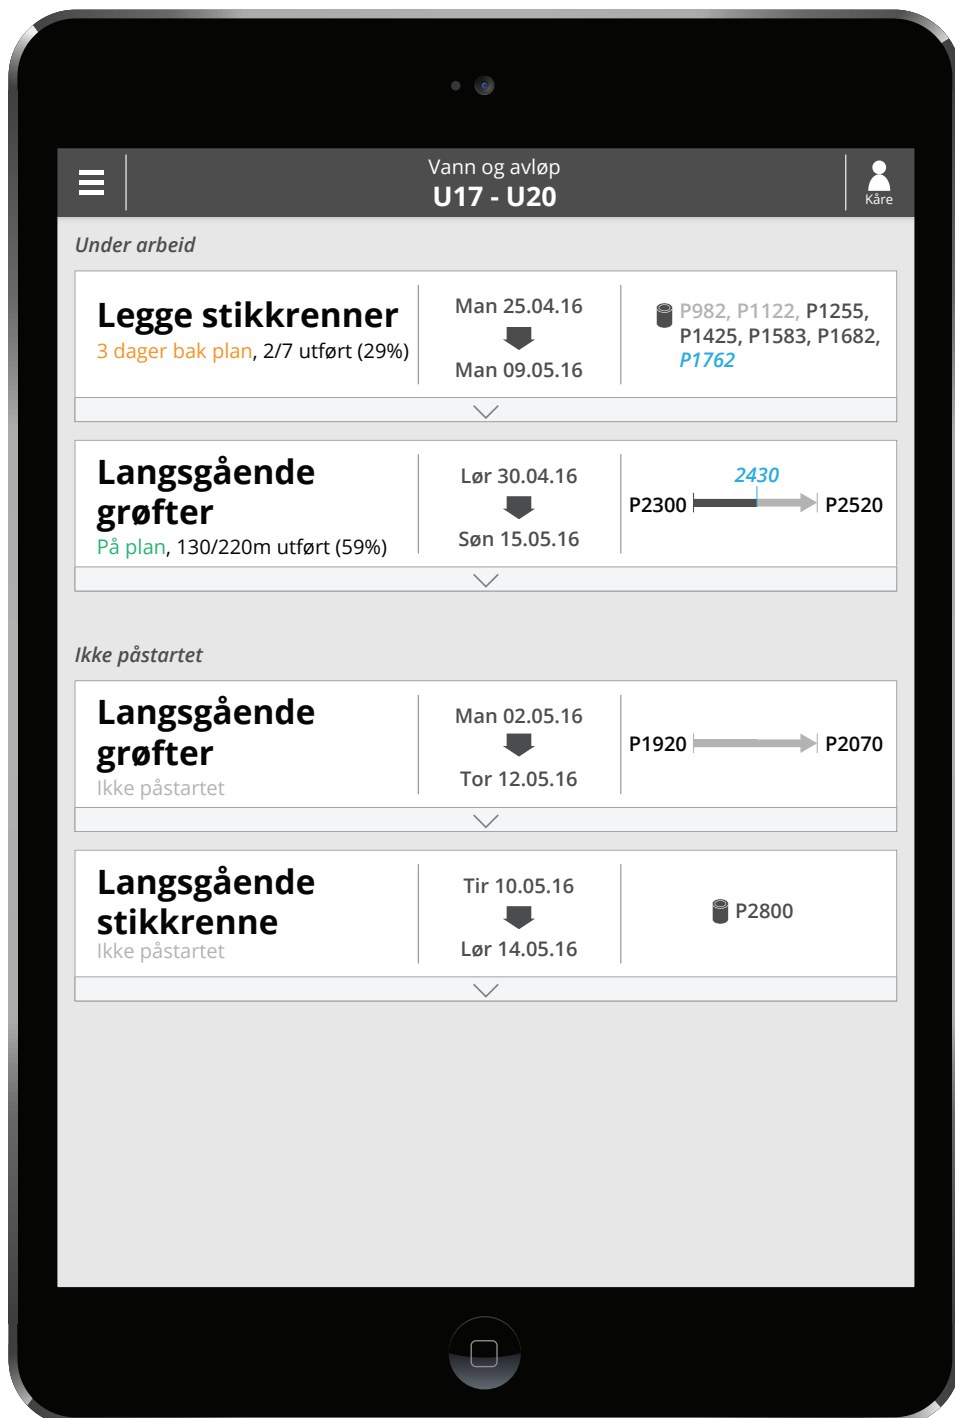 Vann og avløp
U17 - U20
Kåre
Under arbeid
Legge stikkrenner
3 dager bak plan, 2/7 utført (29%)
Man 25.04.16
Man 09.05.16
P982, P1122, P1255,
P1425, P1583, P1682,
P1762
Langsgående
grøfter
På plan, 130/220m utført (59%)
Lør 30.04.16
Søn 15.05.16
2430
P2300
P2520
Ikke påstartet
Langsgående
grøfter
Ikke påstartet
Man 02.05.16
Tor 12.05.16
P1920
P2070
Langsgående
stikkrenne
Ikke påstartet
Tir 10.05.16
Lør 14.05.16
P2800